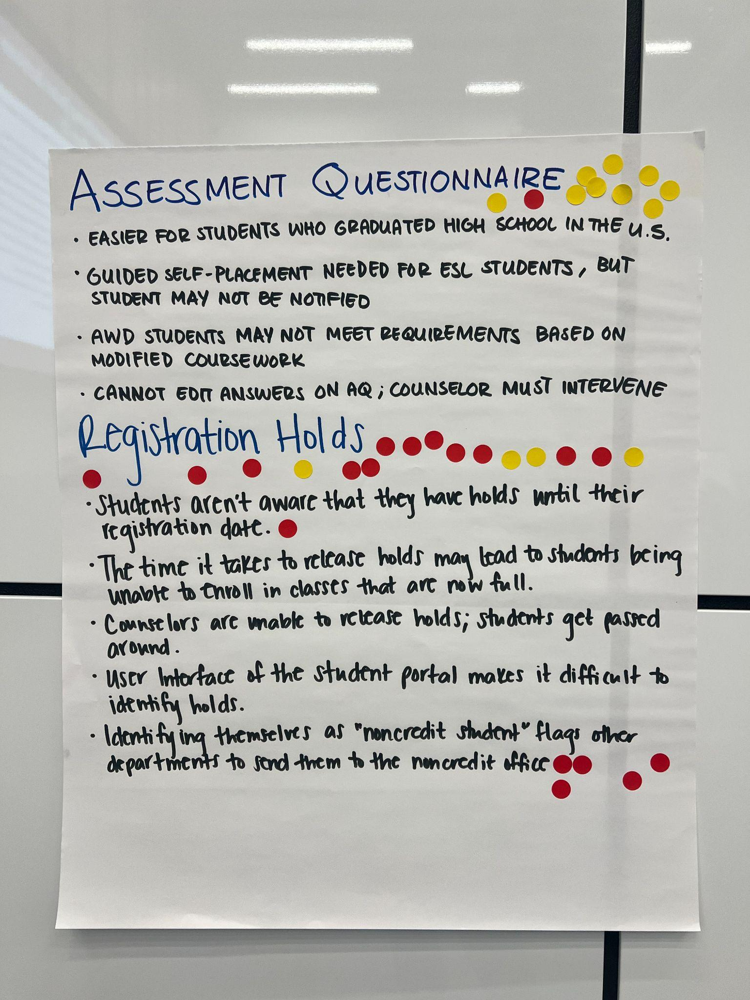 ASSESSMENT QUESTIONNAIRE
• EASIER FOR STUDENTS WHO GRADUATED HIGH SCHOOL IN THE U.S.
• GUIDED SELF-PLACEMENT NEEDED FOR ESL STUDENTS, BUT
STUDENT MAY NOT BE NOTIFIED
• AWD STUDENTS MAY NOT MEET REQUIREMENTS BASED ON
MODIFIED COURSEWORK
• CANNOT EDIT ANSWERS ON AQ; COUNSELOR MUST INTERVENE
Registration Holds
• Students aren't aware that they have holds until their
registration date.
• The time it takes to release holds may lead to students being
unable to enroll in classes that are now full.
• Counselors are unable to release holds; students get passed
around.
• User Interface of the student portal makes it difficult to
identify holds.
• Identifying themselves as "noncredit student" flags other
departments to send them to the noncredit office